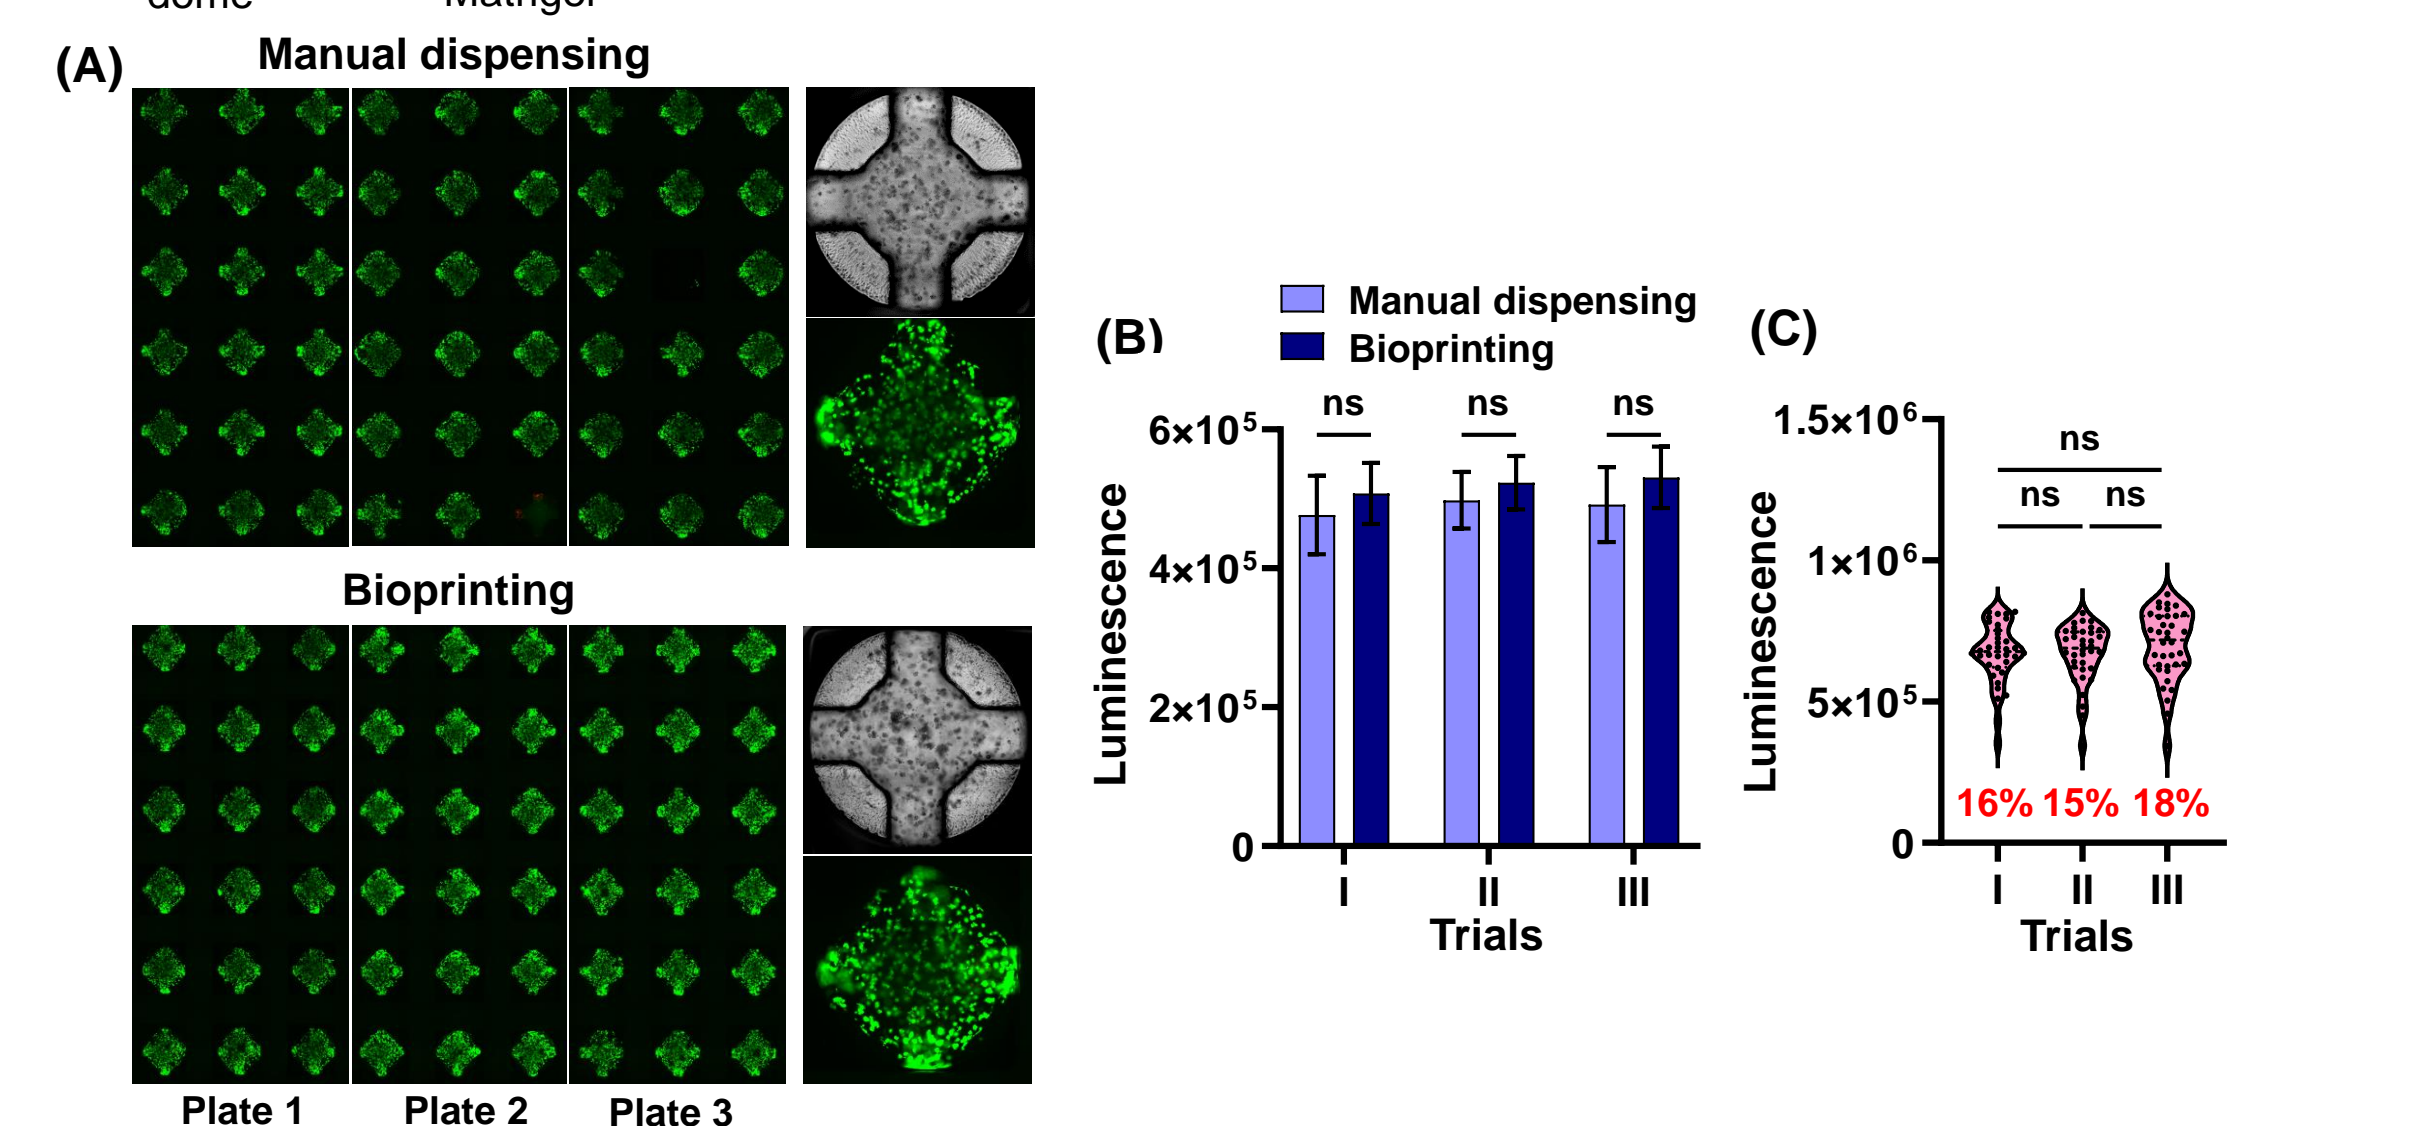 (A)
Manual dispensing
Bioprinting
Plate 1
Plate 2
Plate 3
(B)
Manual dispensing
Bioprinting
ns
ns
ns
6×10⁵
4×10⁵
2×10⁵
0
Luminescence
I
II
III
Trials
(C)
1.5×10⁶
1×10⁶
5×10⁵
0
Luminescence
ns
ns
ns
16%
15%
18%
I
II
III
Trials